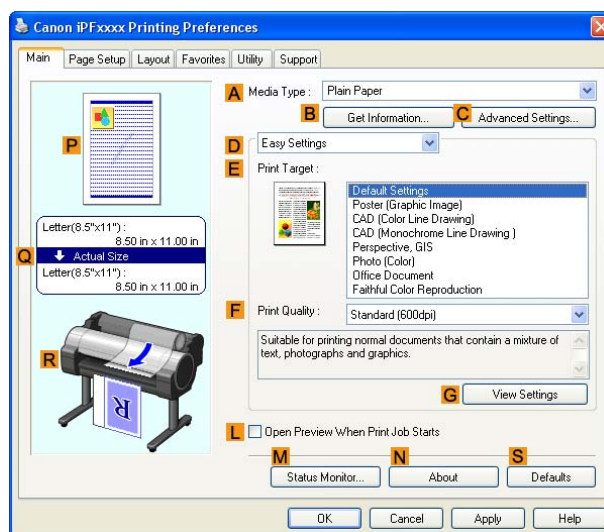 Canon iPFxxxx Printing Preferences
Main Page Setup Layout Favorites Utility Support
A Media Type : Plain Paper
B Get Information... C Advanced Settings...
P
D Easy Settings
E Print Target :
Default Settings
Poster (Graphic Image)
CAD (Color Line Drawing)
CAD (Monochrome Line Drawing )
Perspective, GIS
Photo (Color)
Office Document
Faithful Color Reproduction
Letter(8.5"x11") :
8.50 in x 11.00 in
Q Actual Size
Letter(8.5"x11") :
8.50 in x 11.00 in
F Print Quality : Standard (600dpi)
Suitable for printing normal documents that contain a mixture of
text, photographs and graphics.
R
R
G View Settings
L Open Preview When Print Job Starts
M Status Monitor... N About S Defaults
OK Cancel Apply Help